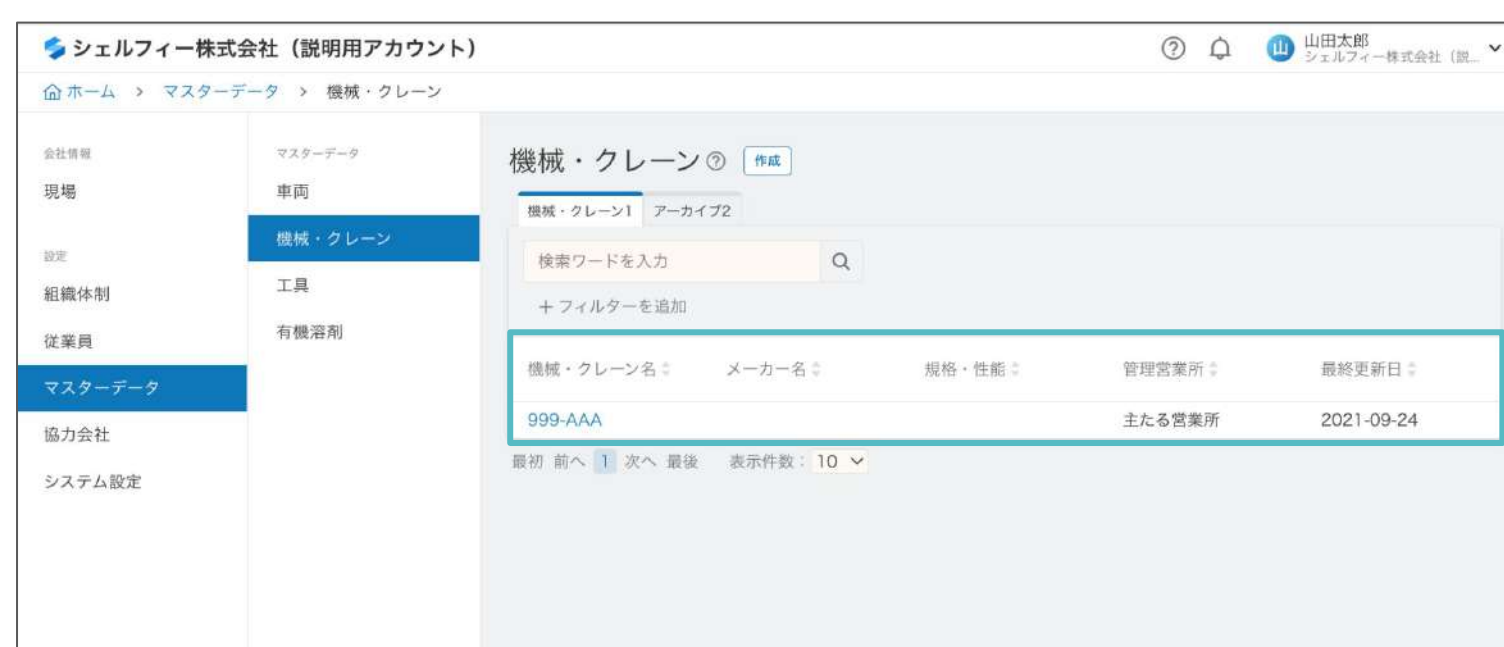 シェルフィー株式会社（説明用アカウント）
山 山田太郎
シェルフィー株式会社（説...
ホーム > マスターデータ > 機械・クレーン
会社情報
現場
設定
組織体制
従業員
マスターデータ
協力会社
システム設定
マスターデータ
車両
機械・クレーン
工具
有機溶剤
機械・クレーン 作成
機械・クレーン1 アーカイブ2
検索ワードを入力
＋フィルターを追加
機械・クレーン名 メーカー名 規格・性能 管理営業所 最終更新日
999-AAA 主たる営業所 2021-09-24
最初 前へ 1 次へ 最後 表示件数： 10